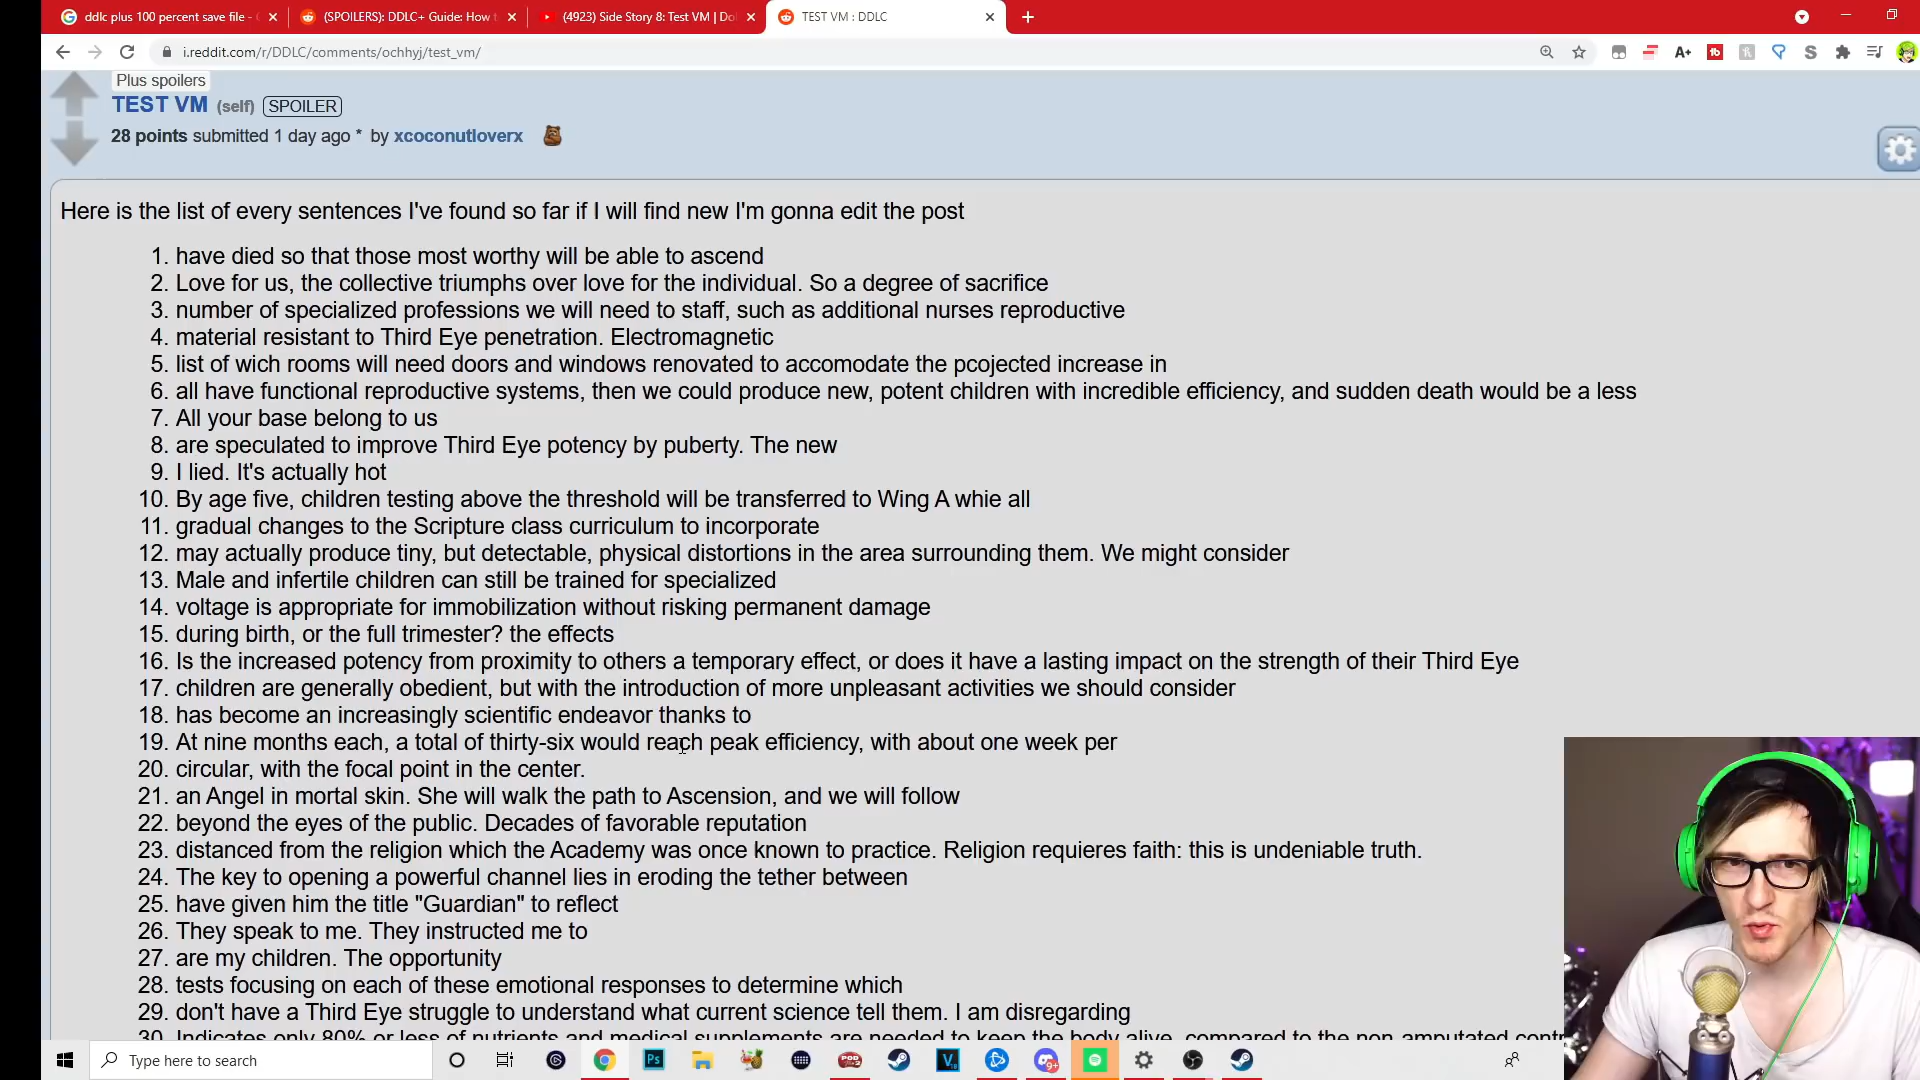 ddlc plus 100 percent save file -
(SPOILERS): DDLC+ Guide: How
(4923) Side Story 8: Test VM | Do
TEST VM : DDLC
i.reddit.com/r/DDLC/comments/ochhyj/test_vm/
Plus spoilers
TEST VM (self) SPOILER
28 points submitted 1 day ago * by xcoconutloverx
Here is the list of every sentences I've found so far if I will find new I'm gonna edit the post
1. have died so that those most worthy will be able to ascend
2. Love for us, the collective triumphs over love for the individual. So a degree of sacrifice
3. number of specialized professions we will need to staff, such as additional nurses reproductive
4. material resistant to Third Eye penetration. Electromagnetic
5. list of wich rooms will need doors and windows renovated to accomodate the pcojected increase in
6. all have functional reproductive systems, then we could produce new, potent children with incredible efficiency, and sudden death would be a less
7. All your base belong to us
8. are speculated to improve Third Eye potency by puberty. The new
9. I lied. It's actually hot
10. By age five, children testing above the threshold will be transferred to Wing A whie all
11. gradual changes to the Scripture class curriculum to incorporate
12. may actually produce tiny, but detectable, physical distortions in the area surrounding them. We might consider
13. Male and infertile children can still be trained for specialized
14. voltage is appropriate for immobilization without risking permanent damage
15. during birth, or the full trimester? the effects
16. Is the increased potency from proximity to others a temporary effect, or does it have a lasting impact on the strength of their Third Eye
17. children are generally obedient, but with the introduction of more unpleasant activities we should consider
18. has become an increasingly scientific endeavor thanks to
19. At nine months each, a total of thirty-six would reach peak efficiency, with about one week per
20. circular, with the focal point in the center.
21. an Angel in mortal skin. She will walk the path to Ascension, and we will follow
22. beyond the eyes of the public. Decades of favorable reputation
23. distanced from the religion which the Academy was once known to practice. Religion requieres faith: this is undeniable truth.
24. The key to opening a powerful channel lies in eroding the tether between
25. have given him the title "Guardian" to reflect
26. They speak to me. They instructed me to
27. are my children. The opportunity
28. tests focusing on each of these emotional responses to determine which
29. don't have a Third Eye struggle to understand what current science tell them. I am disregarding
30. Indicates only 80% or less of nutrients and medical supplements are needed to keep the body alive, compared to the non-amputated
Type here to search